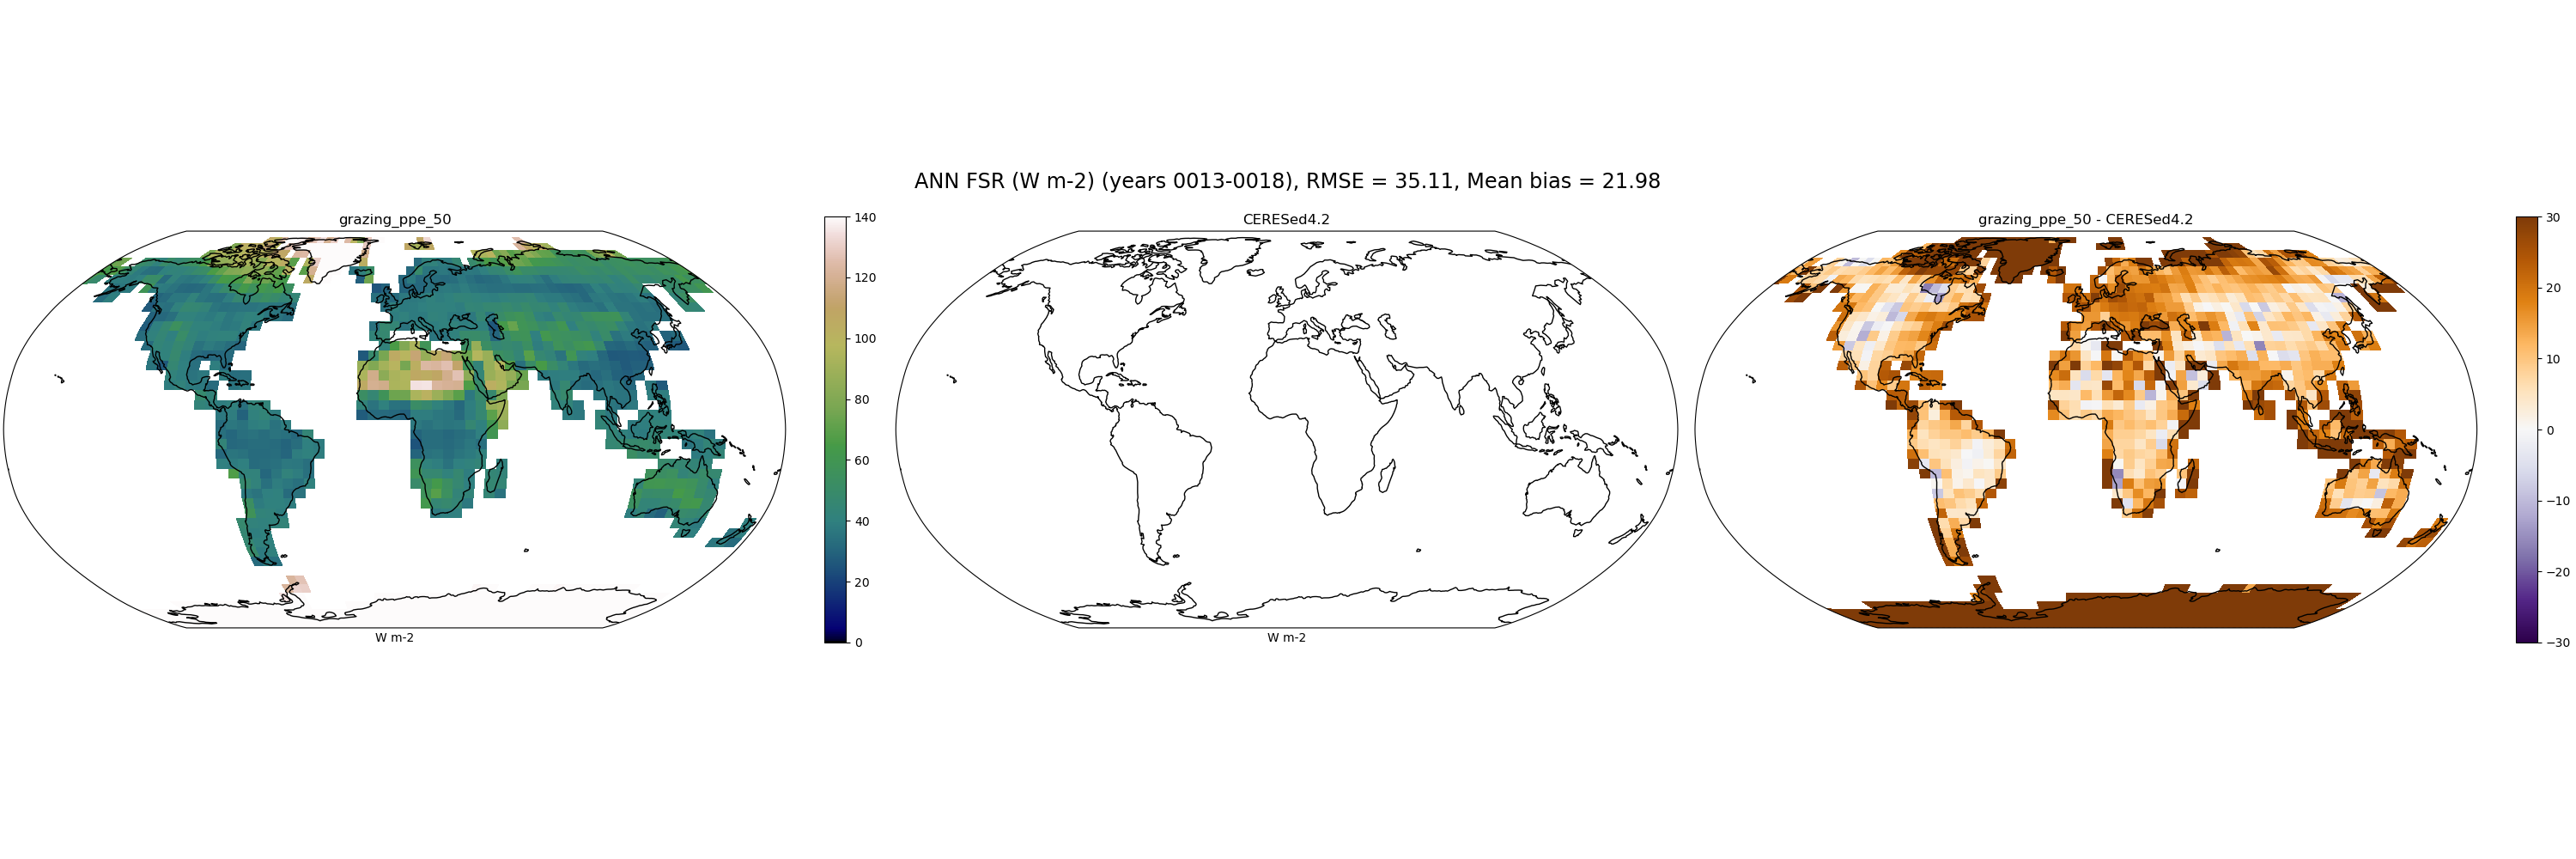 ANN FSR (W m-2) (years 0013-0018), RMSE = 35.11, Mean bias = 21.98
grazing_ppe_50
CERESed4.2
grazing_ppe_50 - CERESed4.2
140
120
100
80
60
40
20
0
30
20
10
0
−10
−20
−30
W m-2
W m-2